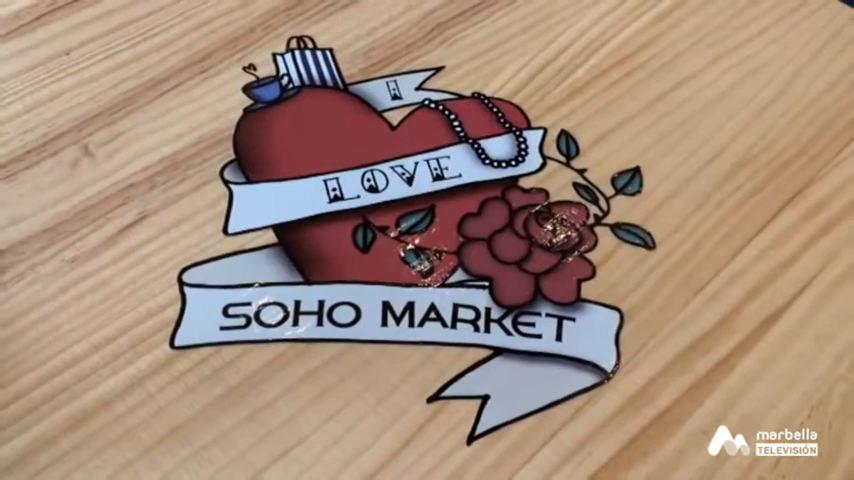 I
LOVE
SOHO MARKET
marbella
TELEVISIÓN